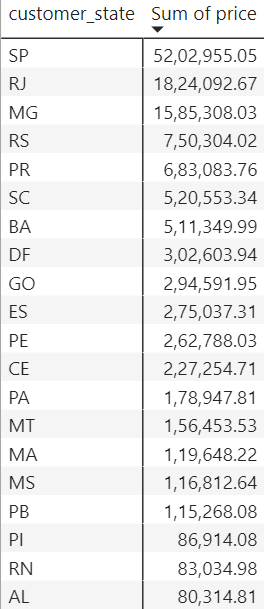 customer_state Sum of price
SP 52,02,955.05
RJ 18,24,092.67
MG 15,85,308.03
RS 7,50,304.02
PR 6,83,083.76
SC 5,20,553.34
BA 5,11,349.99
DF 3,02,603.94
GO 2,94,591.95
ES 2,75,037.31
PE 2,62,788.03
CE 2,27,254.71
PA 1,78,947.81
MT 1,56,453.53
MA 1,19,648.22
MS 1,16,812.64
PB 1,15,268.08
PI 86,914.08
RN 83,034.98
AL 80,314.81